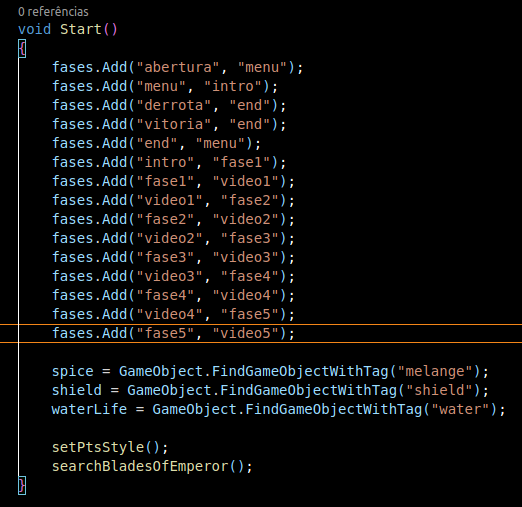 0 referências
void Start()
{
fases.Add("abertura", "menu");
fases.Add("menu", "intro");
fases.Add("derrota", "end");
fases.Add("vitoria", "end");
fases.Add("end", "menu");
fases.Add("intro", "fase1");
fases.Add("fase1", "video1");
fases.Add("video1", "fase2");
fases.Add("fase2", "video2");
fases.Add("video2", "fase3");
fases.Add("fase3", "video3");
fases.Add("video3", "fase4");
fases.Add("fase4", "video4");
fases.Add("video4", "fase5");
fases.Add("fase5", "video5");
spice = GameObject.FindGameObjectWithTag("melange");
shield = GameObject.FindGameObjectWithTag("shield");
waterLife = GameObject.FindGameObjectWithTag("water");
setPtsStyle();
searchBladesOfEmperor();
}